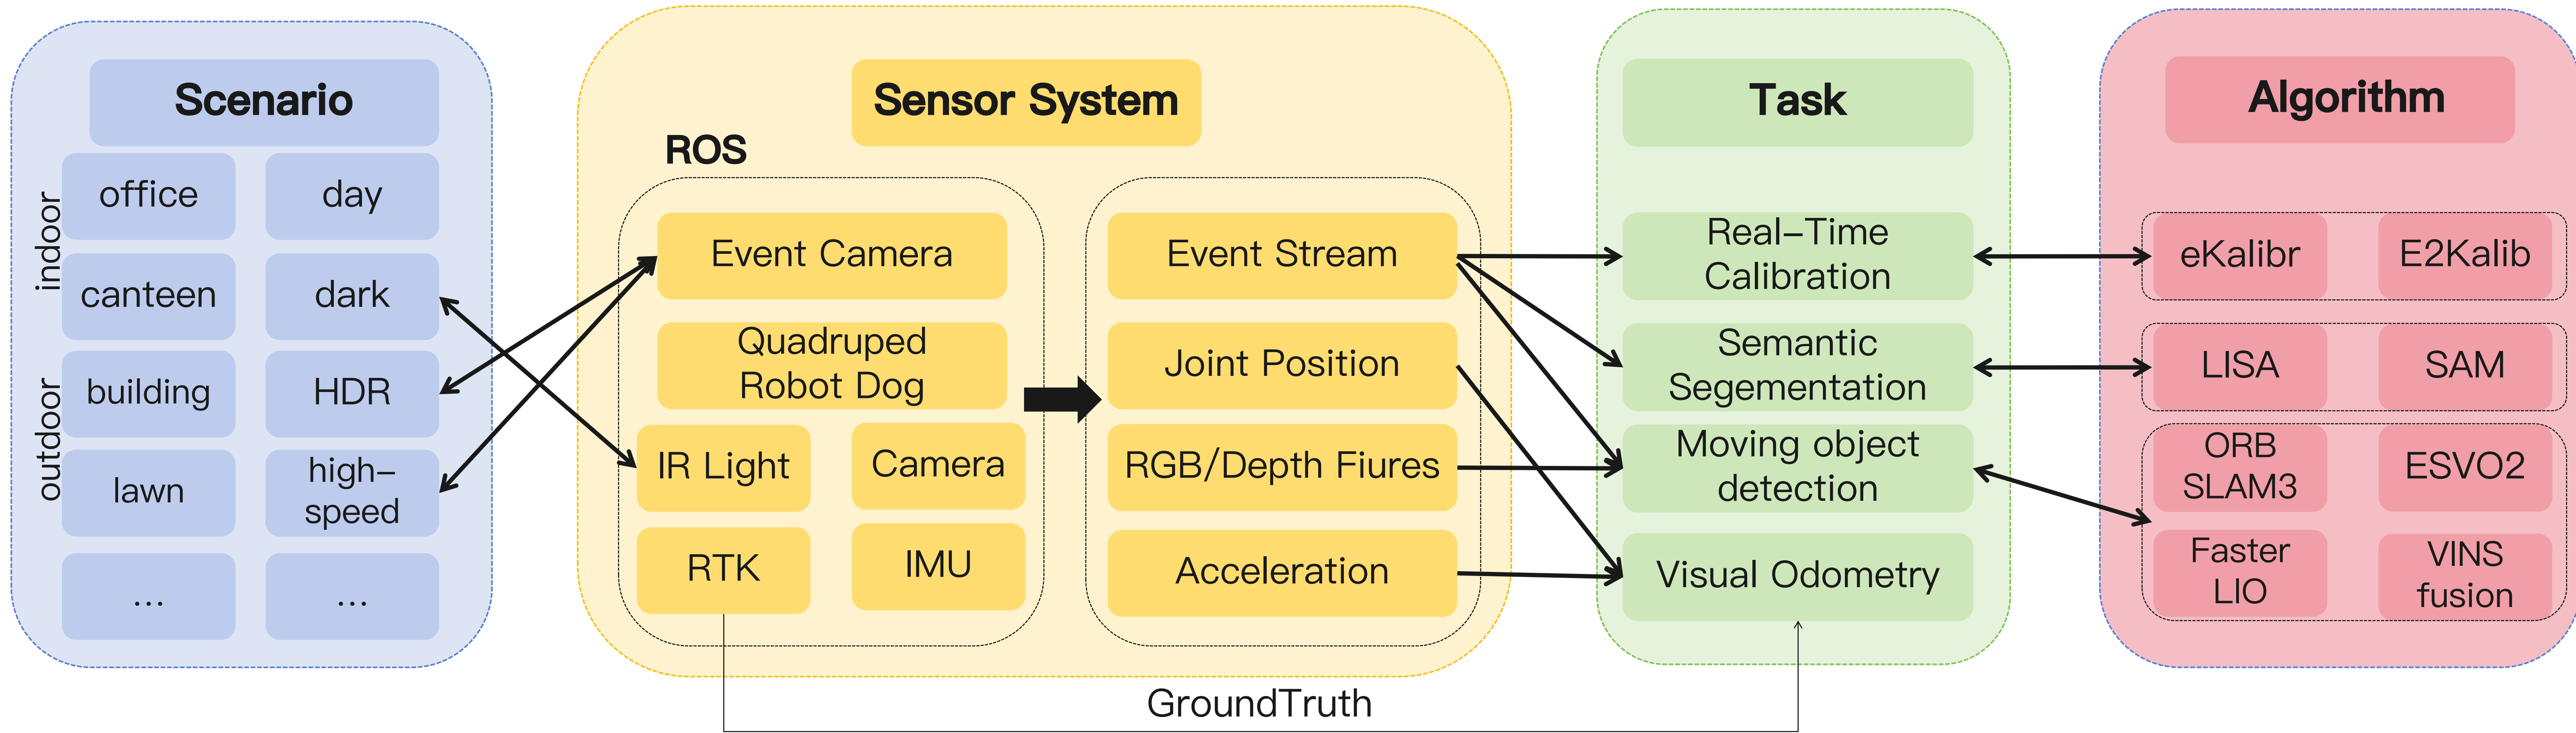 Scenario
indoor
outdoor
office
day
canteen
dark
building
HDR
lawn
high-
speed
...
...
Sensor System
ROS
Event Camera
Quadruped
Robot Dog
IR Light
Camera
RTK
IMU
Event Stream
Joint Position
RGB/Depth Fiures
Acceleration
GroundTruth
Task
Real-Time
Calibration
Semantic
Segementation
Moving object
detection
Visual Odometry
Algorithm
eKalibr
E2Kalib
LISA
SAM
ORB
SLAM3
ESVO2
Faster
LIO
VINS
fusion